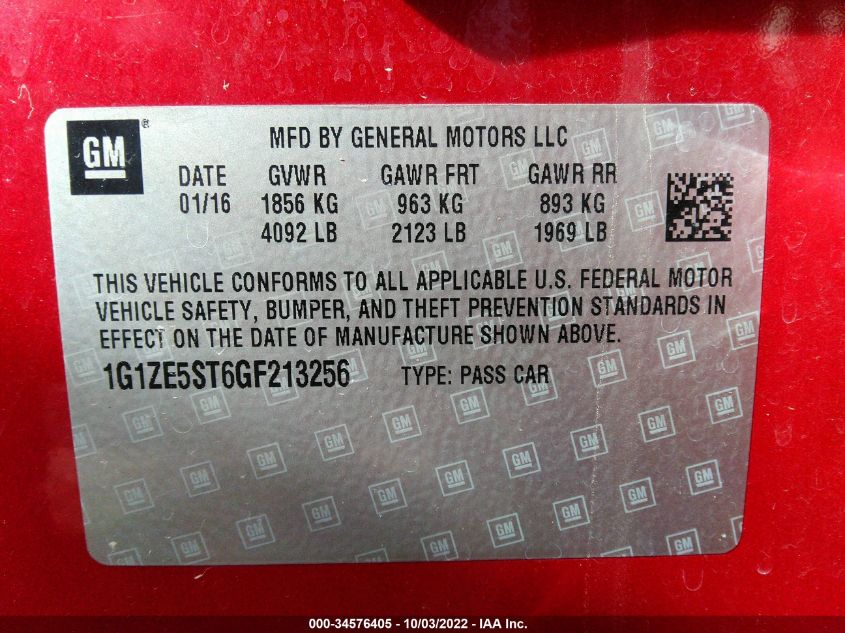 GM ® MFD BY GENERAL MOTORS LLC
DATE GVWR GAWR FRT GAWR RR
01/16 1856 KG 963 KG 893 KG
4092 LB 2123 LB 1969 LB
THIS VEHICLE CONFORMS TO ALL APPLICABLE U.S. FEDERAL MOTOR
VEHICLE SAFETY, BUMPER, AND THEFT PREVENTION STANDARDS IN
EFFECT ON THE DATE OF MANUFACTURE SHOWN ABOVE.
1G1ZE5ST6GF213256 TYPE: PASS CAR
000-34576405 - 10/03/2022 - IAA Inc.